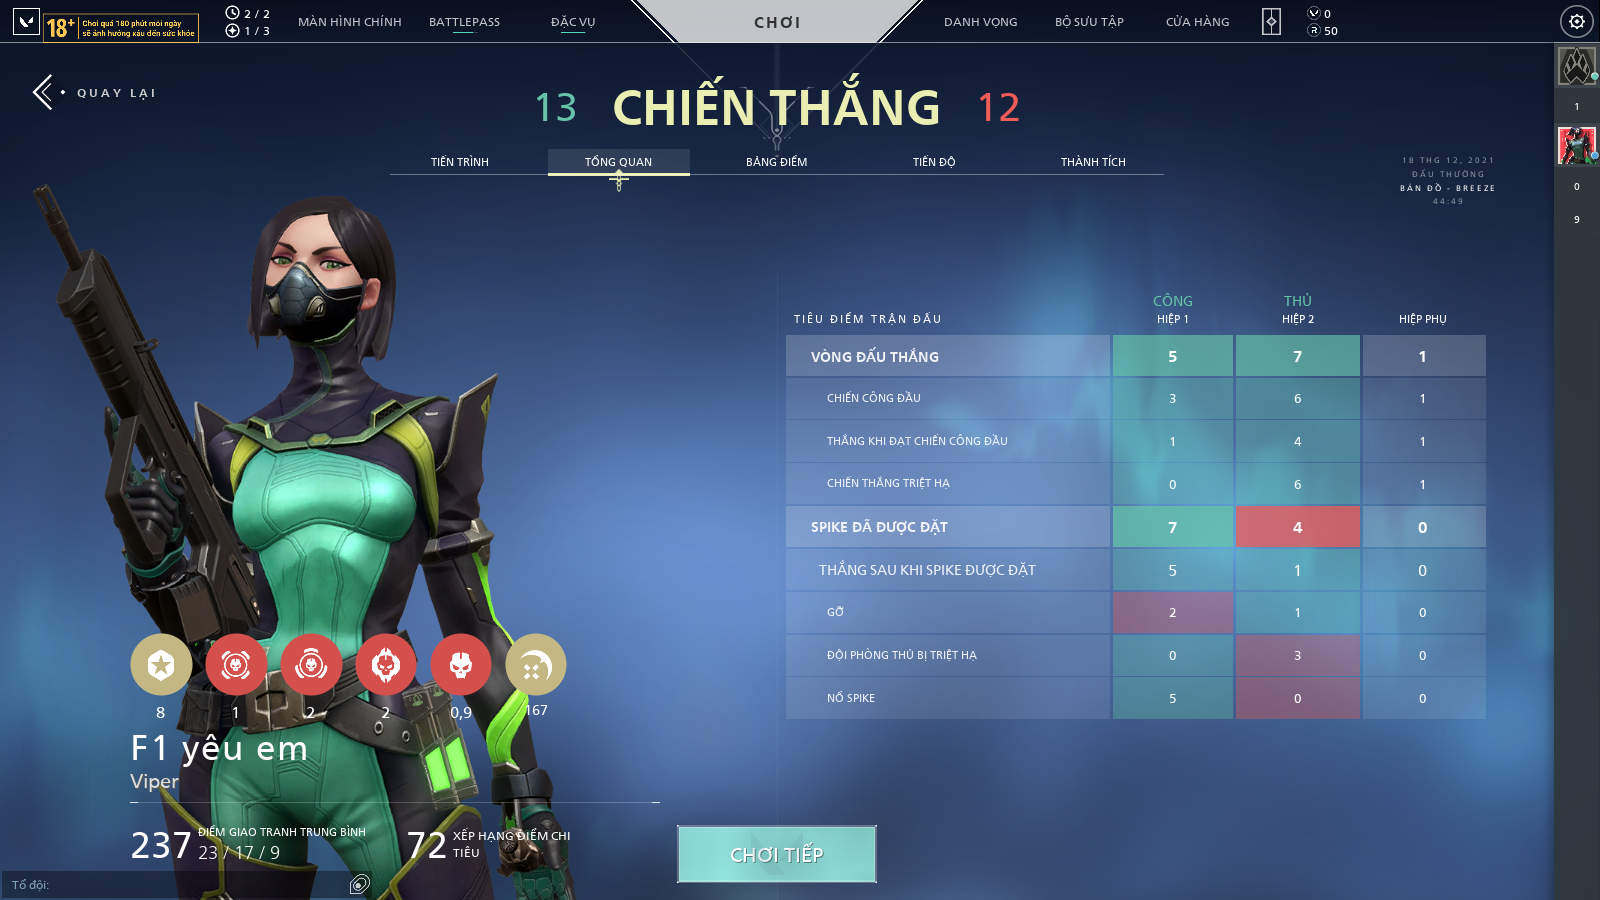 18+ Chơi quá 180 phút mỗi ngày
sẽ ảnh hưởng xấu đến sức khỏe
2 / 2
1 / 3
MÀN HÌNH CHÍNH
BATTLEPASS
ĐẶC VỤ
CHƠI
DANH VỌNG
BỘ SƯU TẬP
CỬA HÀNG
0
50
QUAY LẠI
13 CHIẾN THẮNG 12
TIẾN TRÌNH
TỔNG QUAN
BẢNG ĐIỂM
TIẾN ĐỘ
THÀNH TÍCH
18 THG 12, 2021
ĐẤU THƯỜNG
BẢN ĐỒ - BREEZE
44:49
1
0
9
CÔNG THỦ
TIÊU ĐIỂM TRẬN ĐẤU HIỆP 1 HIỆP 2 HIỆP PHỤ
VÒNG ĐẤU THẮNG 5 7 1
CHIẾN CÔNG ĐẦU 3 6 1
THẮNG KHI ĐẠT CHIẾN CÔNG ĐẦU 1 4 1
CHIẾN THẮNG TRIỆT HẠ 0 6 1
SPIKE ĐÃ ĐƯỢC ĐẶT 7 4 0
THẮNG SAU KHI SPIKE ĐƯỢC ĐẶT 5 1 0
GỠ 2 1 0
ĐỘI PHÒNG THỦ BỊ TRIỆT HẠ 0 3 0
NỔ SPIKE 5 0 0
8 1 2 2 0,9 167
F1 yêu em
Viper
237 ĐIỂM GIAO TRANH TRUNG BÌNH
23 / 17 / 9
72 XẾP HẠNG ĐIỂM CHI
TIÊU
CHƠI TIẾP
Tổ đội: